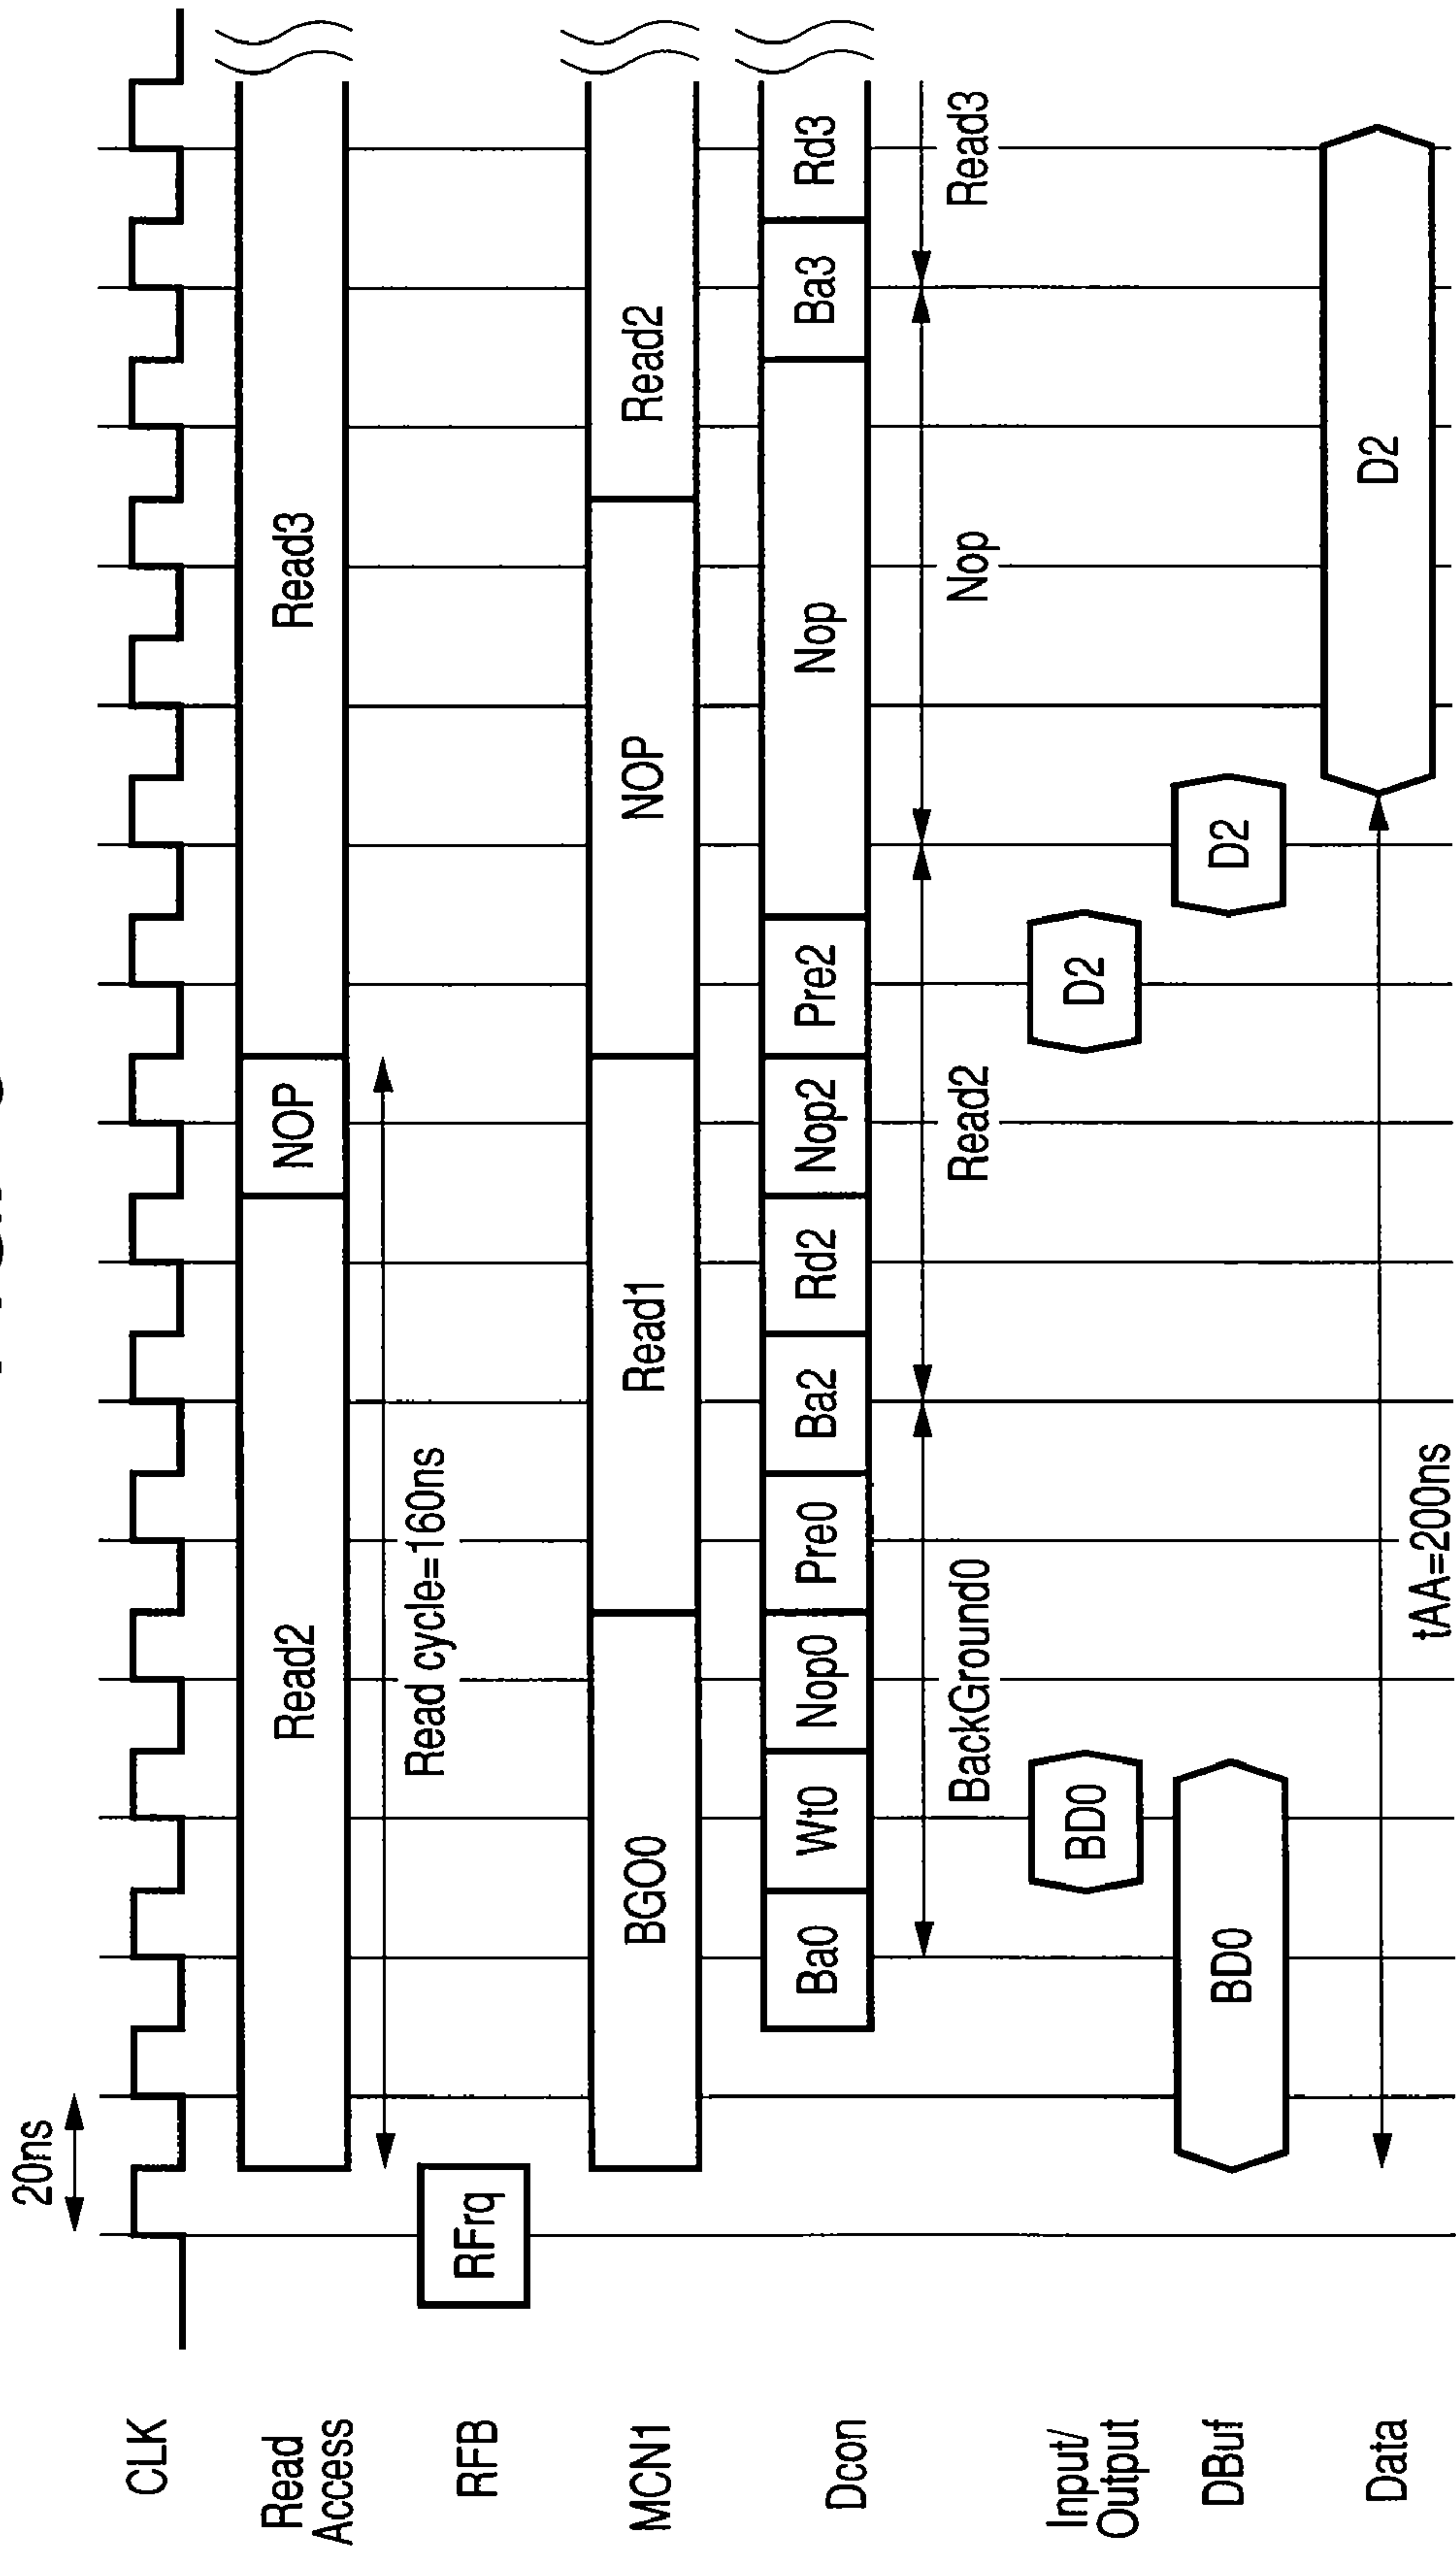 20ns
CLK
Read
Access
Read2
NOP
Read3
Read cycle=160ns
RFB
RFrq
MCN1
BGO0
Read1
NOP
Read2
Dcon
Ba0
Wt0
Nop0
Pre0
Ba2
Rd2
Nop2
Pre2
Nop
Ba3
Rd3
BackGround0
Read2
Nop
Read3
Input/
Output
BD0
D2
DBuf
BD0
D2
Data
D2
tAA=200ns